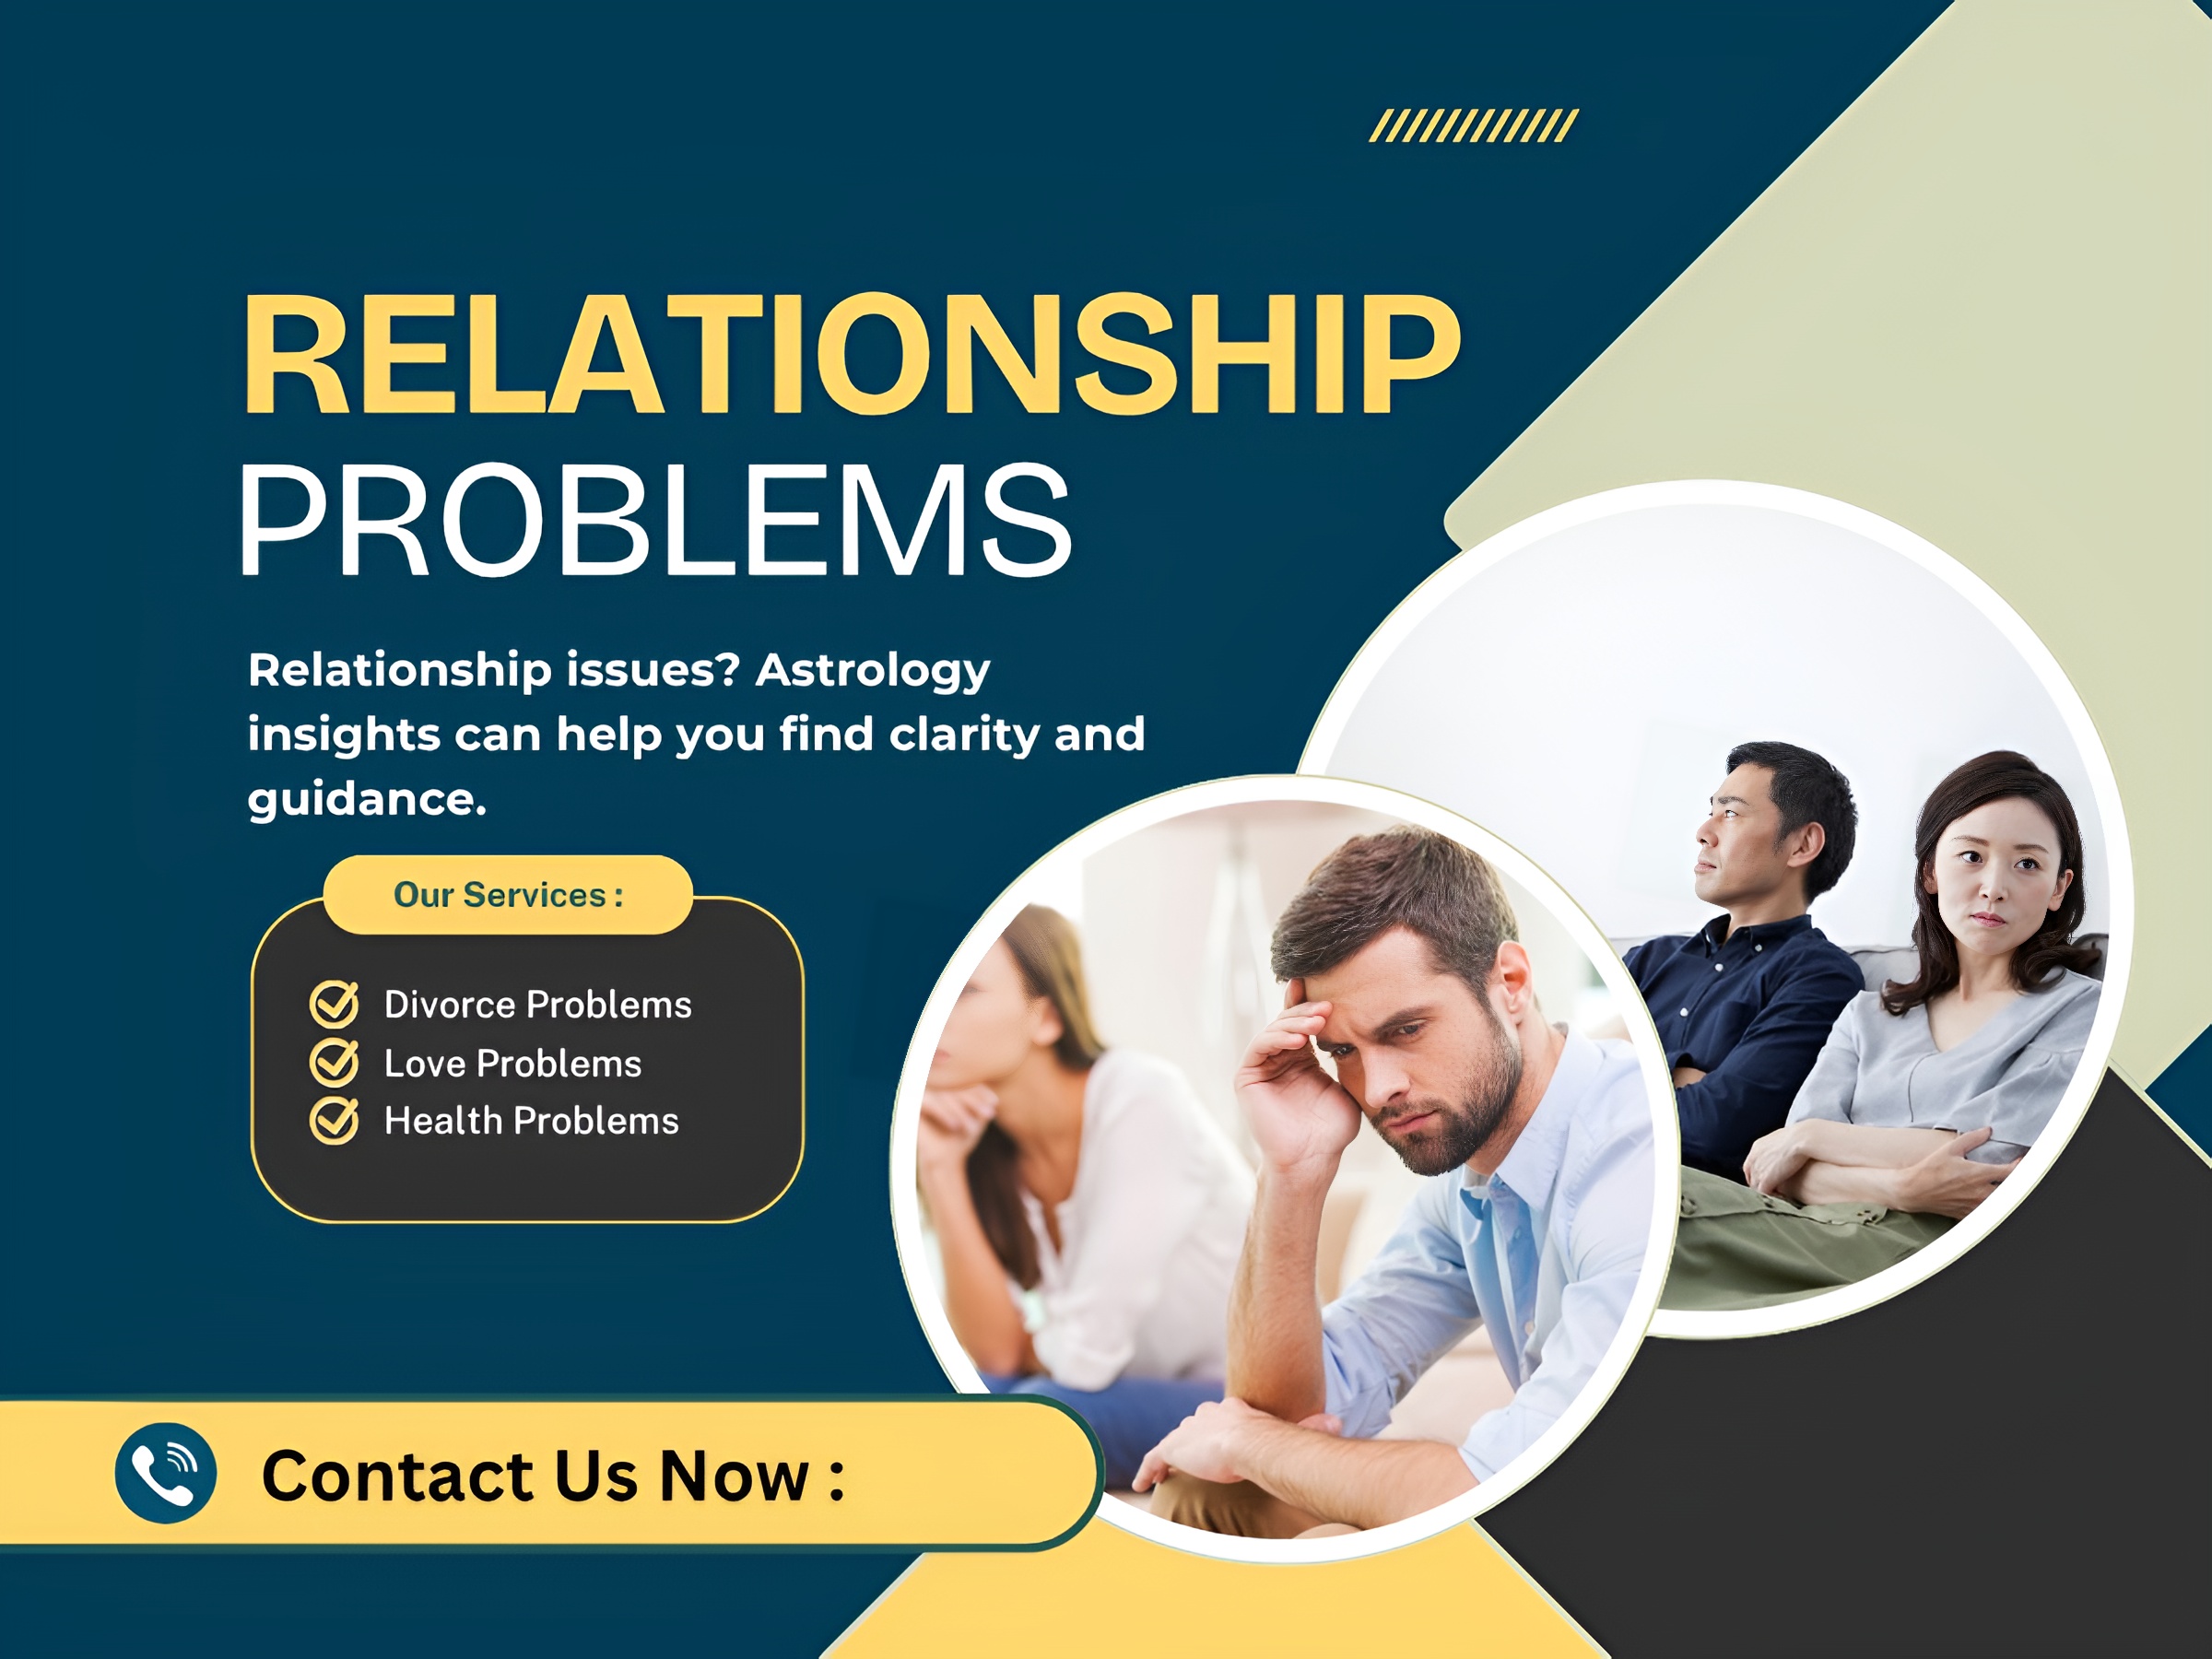 RELATIONSHIP
PROBLEMS
Relationship issues? Astrology
insights can help you find clarity and
guidance.
Our Services :
Divorce Problems
Love Problems
Health Problems
Contact Us Now :